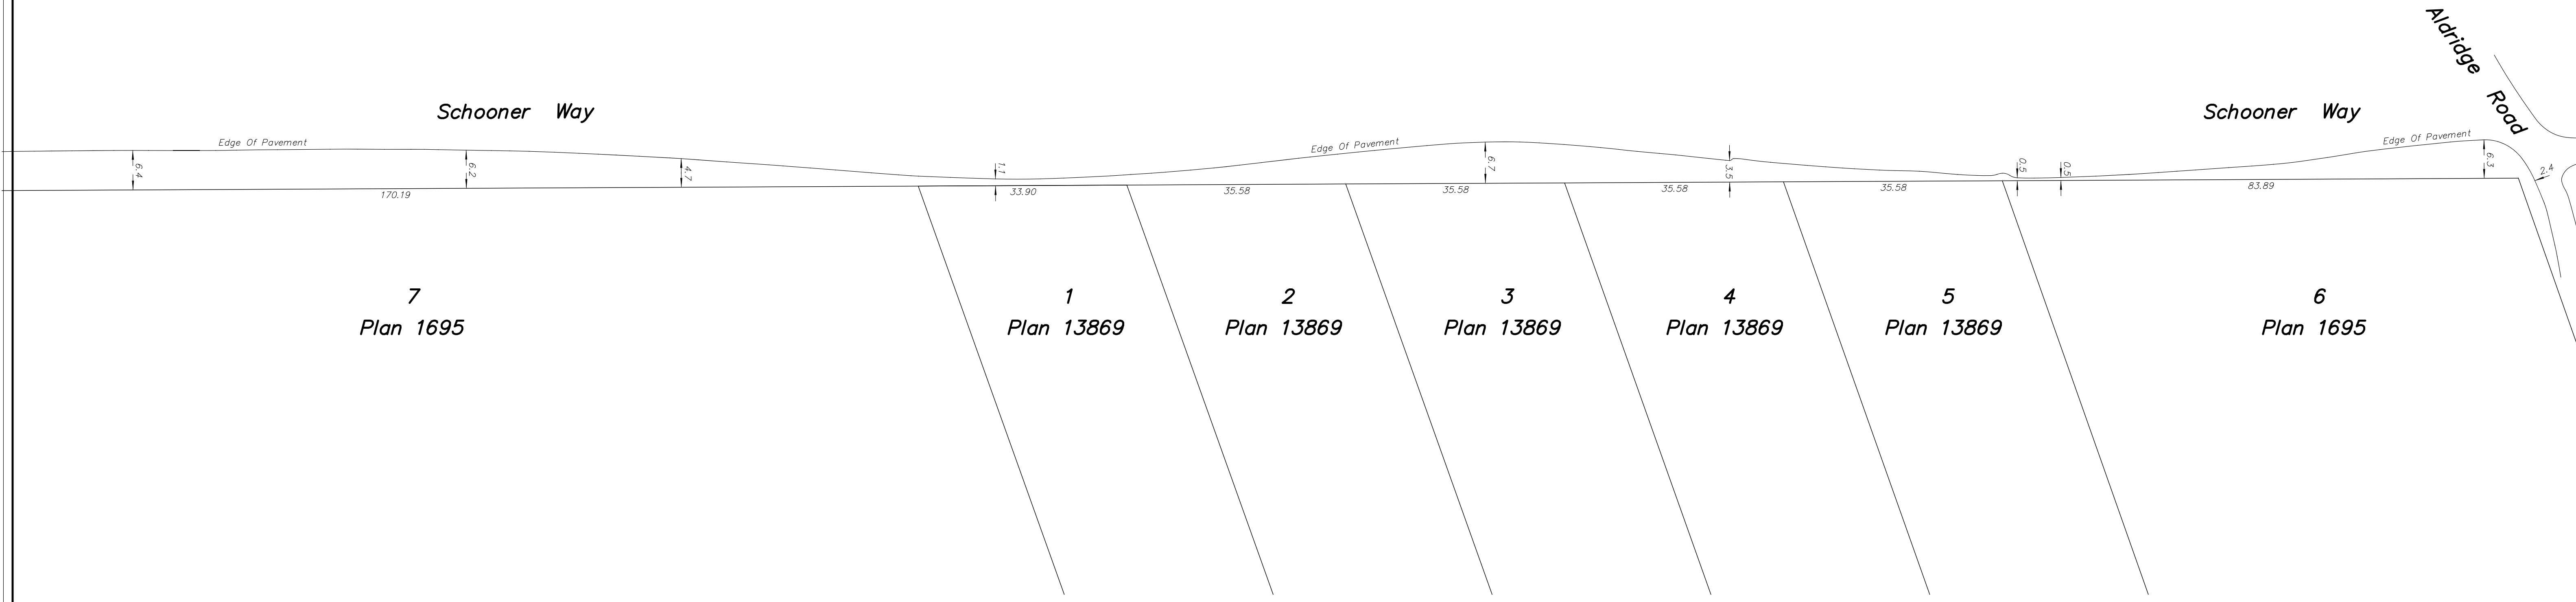 Aldridge Road
Schooner Way
Schooner Way
Edge Of Pavement
Edge Of Pavement
Edge Of Pavement
6.4
6.2
4.7
1.1
6.7
3.5
0.5
0.5
6.3
2.4
170.19
33.90
35.58
35.58
35.58
35.58
83.89
7
Plan 1695
1
Plan 13869
2
Plan 13869
3
Plan 13869
4
Plan 13869
5
Plan 13869
6
Plan 1695